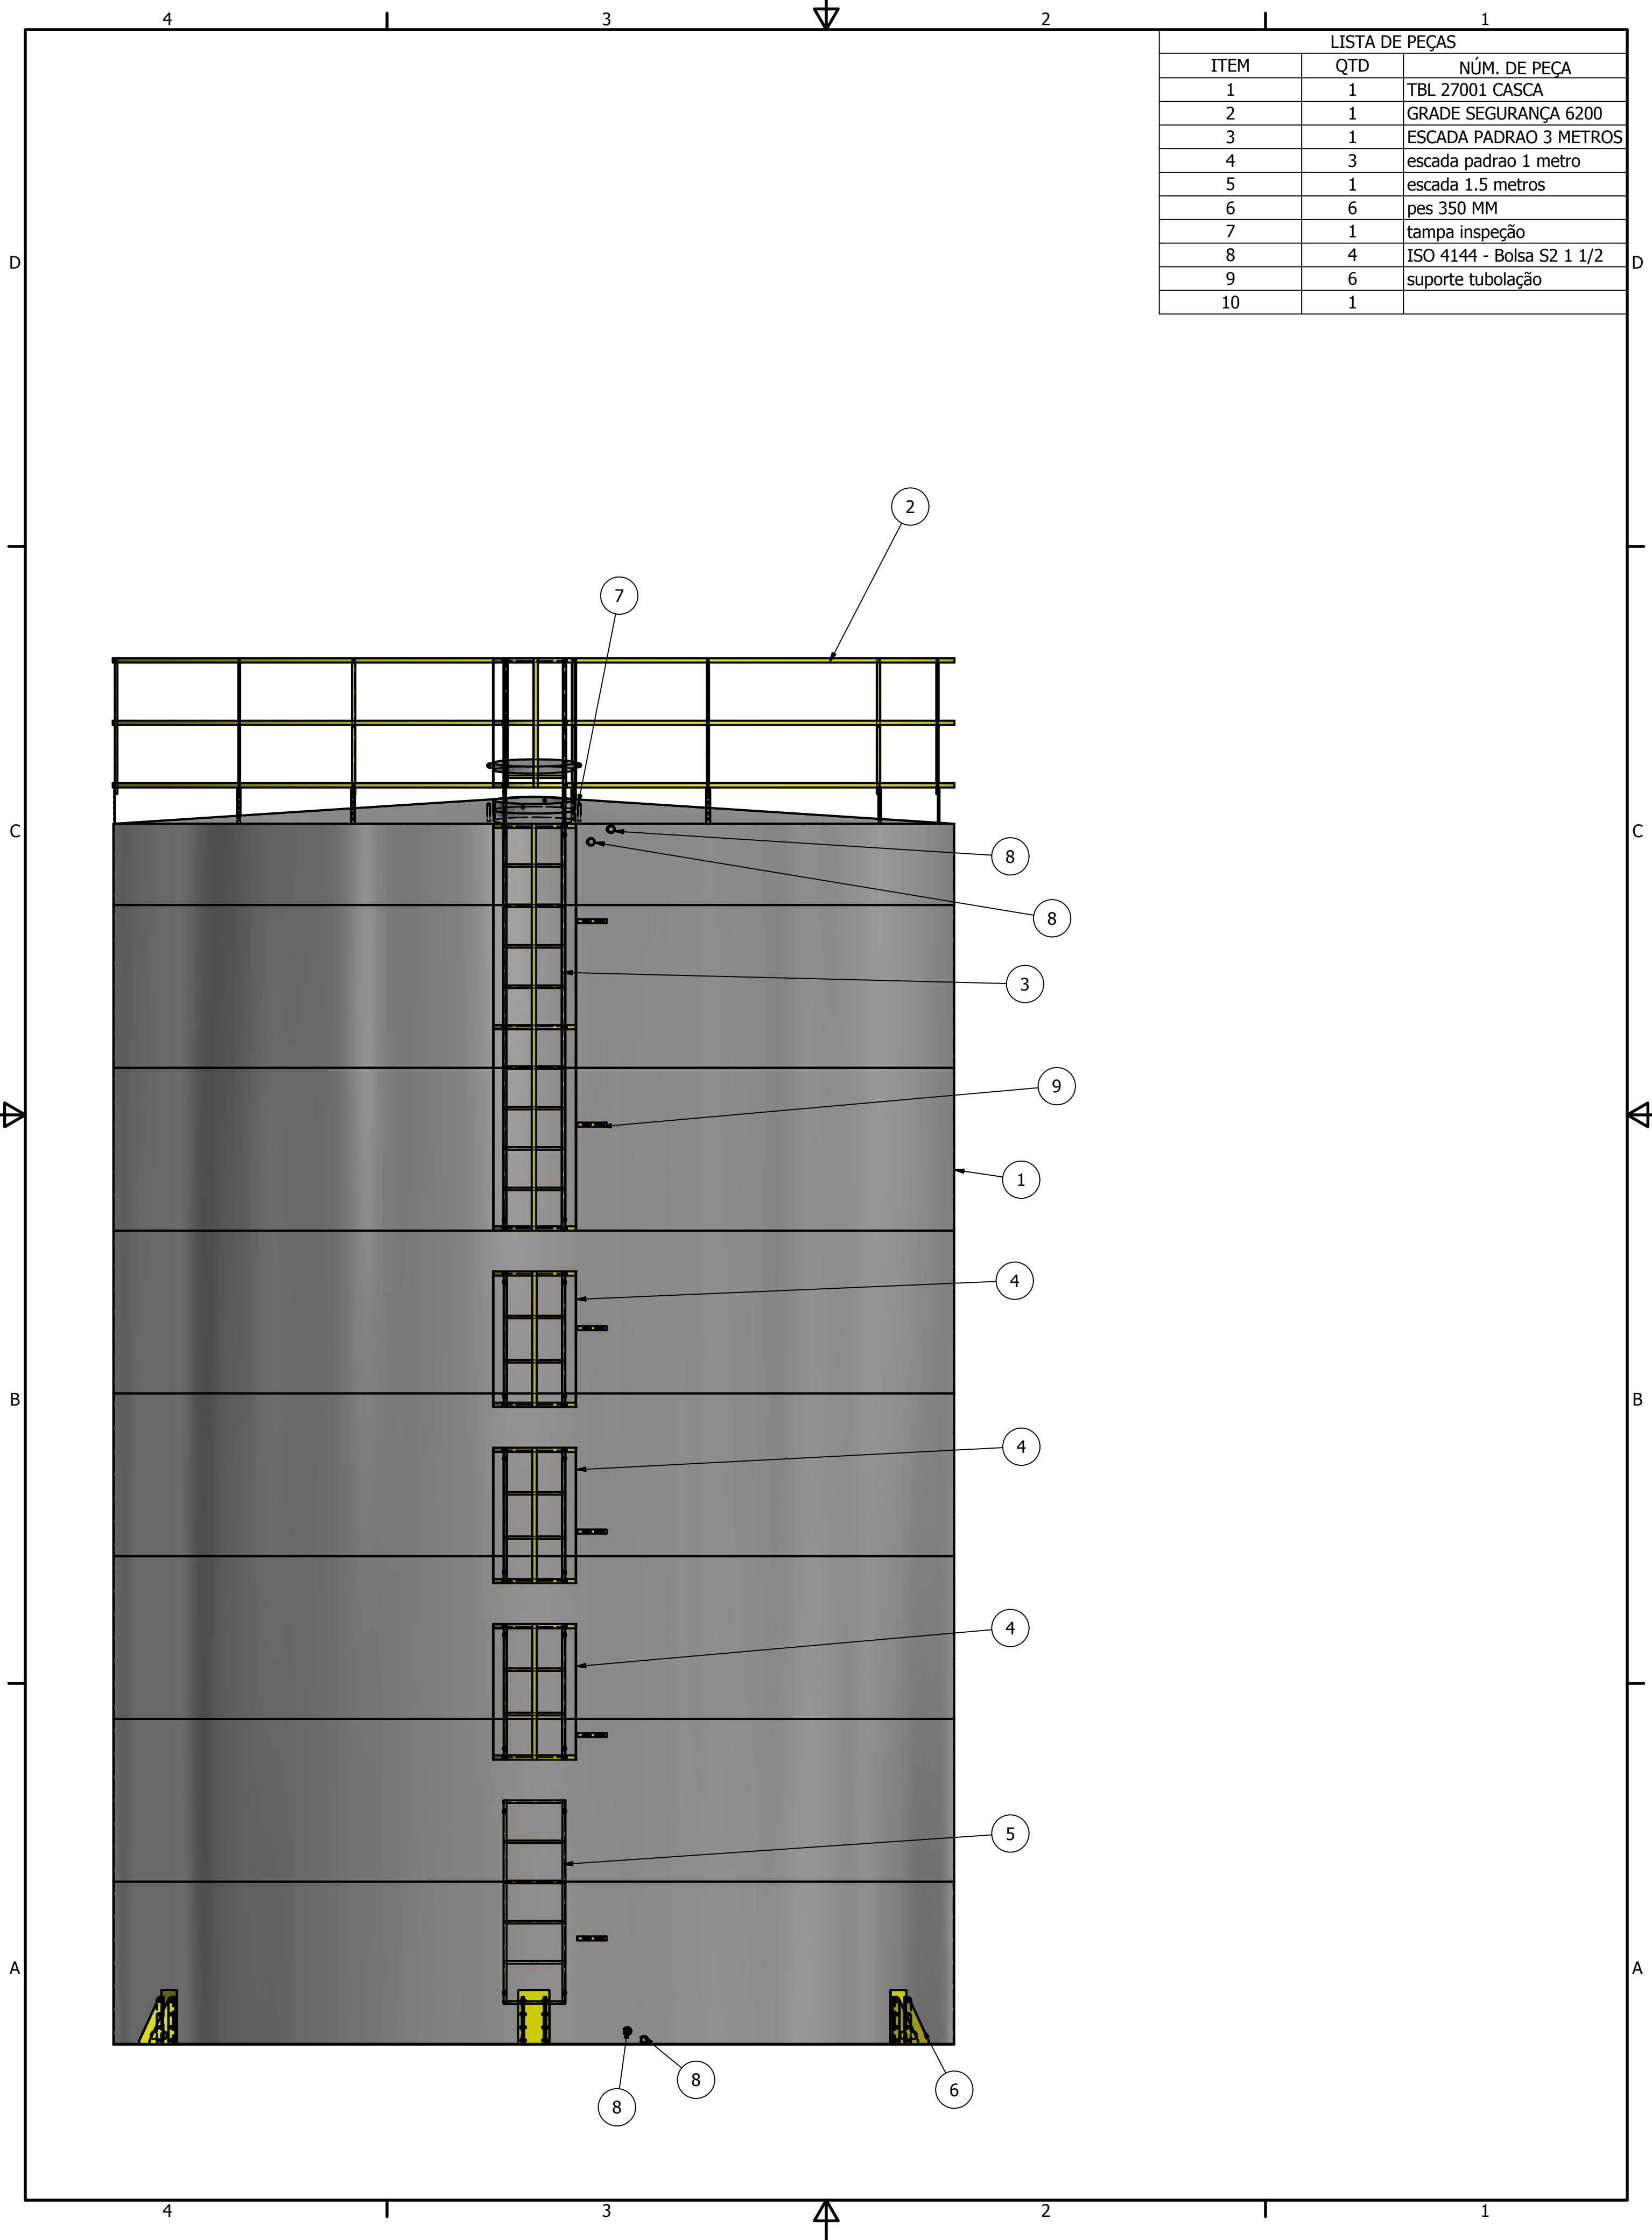 4 3 2 1
LISTA DE PEÇAS
ITEM QTD NÚM. DE PEÇA
1 1 TBL 27001 CASCA
2 1 GRADE SEGURANÇA 6200
3 1 ESCADA PADRAO 3 METROS
4 3 escada padrao 1 metro
5 1 escada 1.5 metros
6 6 pes 350 MM
7 1 tampa inspeção
8 4 ISO 4144 - Bolsa S2 1 1/2
9 6 suporte tubolação
10 1
D D
2
7
C C
8
8
3
9
1
4
B B
4
4
5
A A
8
6
8
4 3 2 1